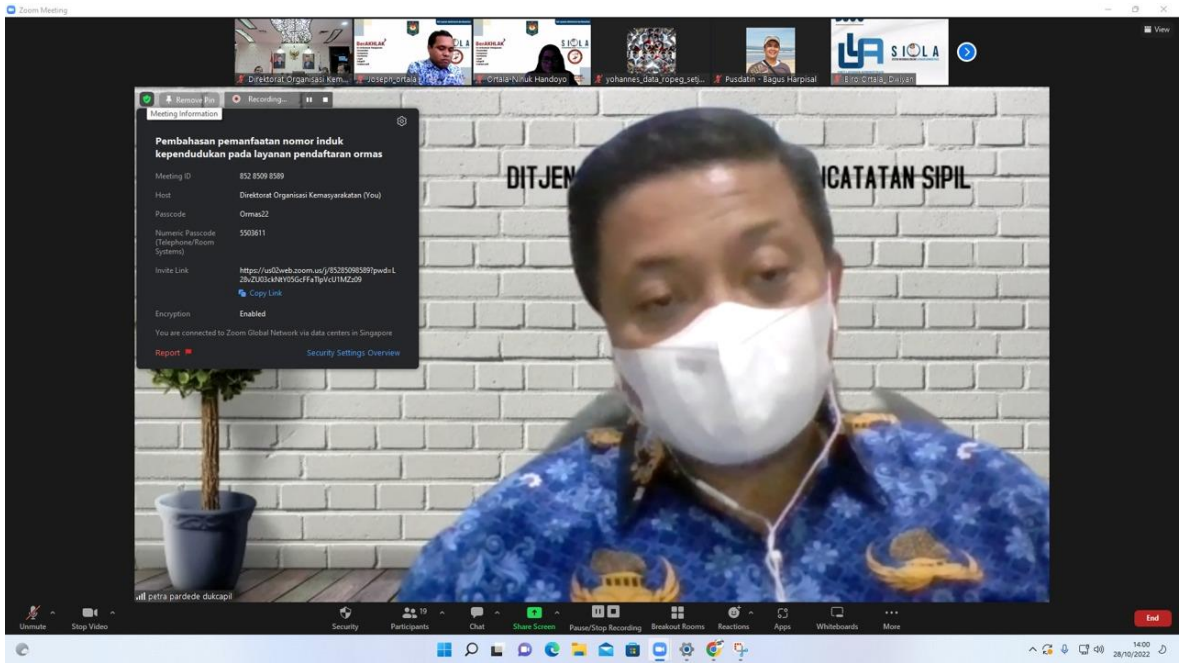 Zoom Meeting
View
Direktorat Organisasi Kem...
Joseph_ortala
Ortala-Ninuk Handoyo
yohannes_data_ropeg_setj...
Pusdatin - Bagus Harpisal
Biro Ortala_Dwiyan
SIOLA
Remove Pin
Recording...
Meeting Information
Pembahasan pemanfaatan nomor induk
kependudukan pada layanan pendaftaran ormas
Meeting ID 852 8509 8589
Host Direktorat Organisasi Kemasyarakatan (You)
Passcode Ormas22
Numeric Passcode 5503611
(Telephone/Room
Systems)
Invite Link https://us02web.zoom.us/j/85285098589?pwd=L
Copy Link
Encryption Enabled
You are connected to Zoom Global Network via data centers in Singapore
Report Security Settings Overview
DITJEN CATATAN SIPIL
petra pardede dukcapil
Unmute
Stop Video
Security
Participants 19
Chat
Share Screen
Pause/Stop Recording
Breakout Rooms
Reactions
Apps
Whiteboards
More
End
14:00
28/10/2022